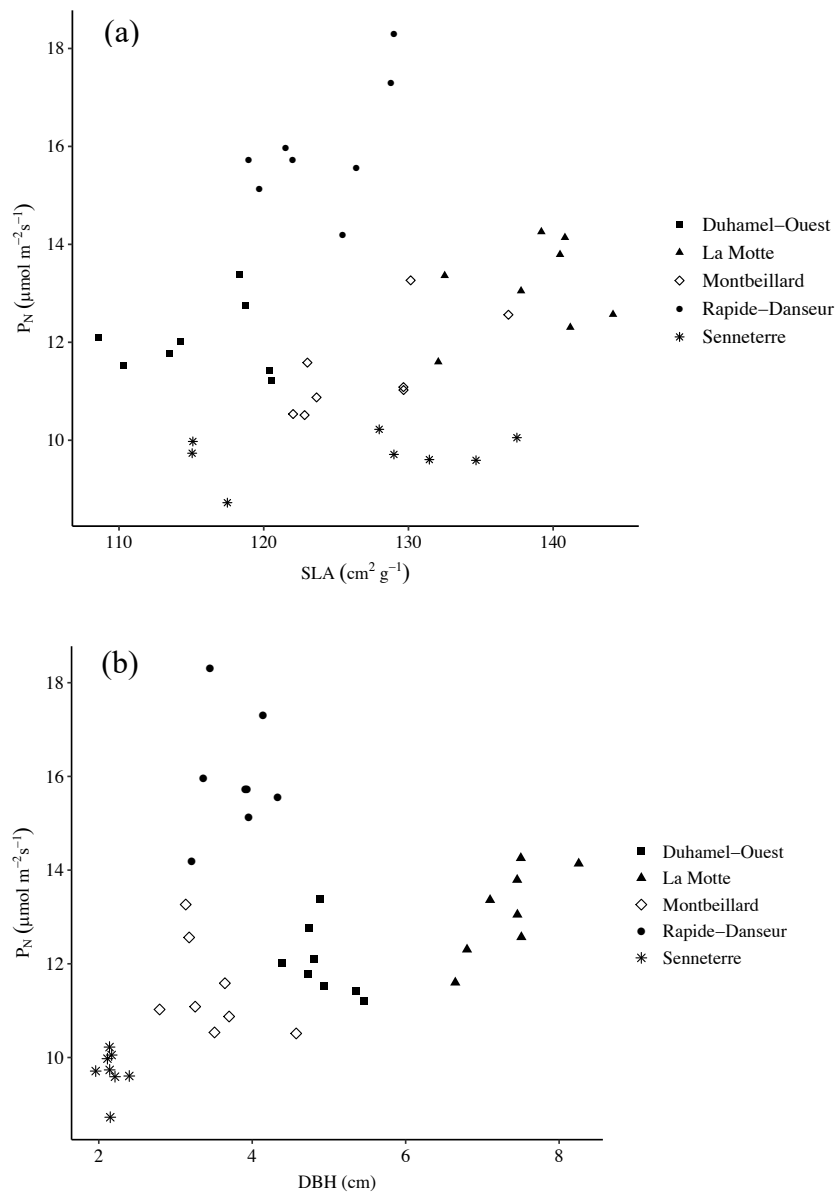 (a)
18
16
14
12
10
P_N (μmol m⁻²s⁻¹)
110 120 130 140
SLA (cm² g⁻¹)
Duhamel–Ouest
La Motte
Montbeillard
Rapide–Danseur
Senneterre
(b)
18
16
14
12
10
P_N (μmol m⁻²s⁻¹)
2 4 6 8
DBH (cm)
Duhamel–Ouest
La Motte
Montbeillard
Rapide–Danseur
Senneterre